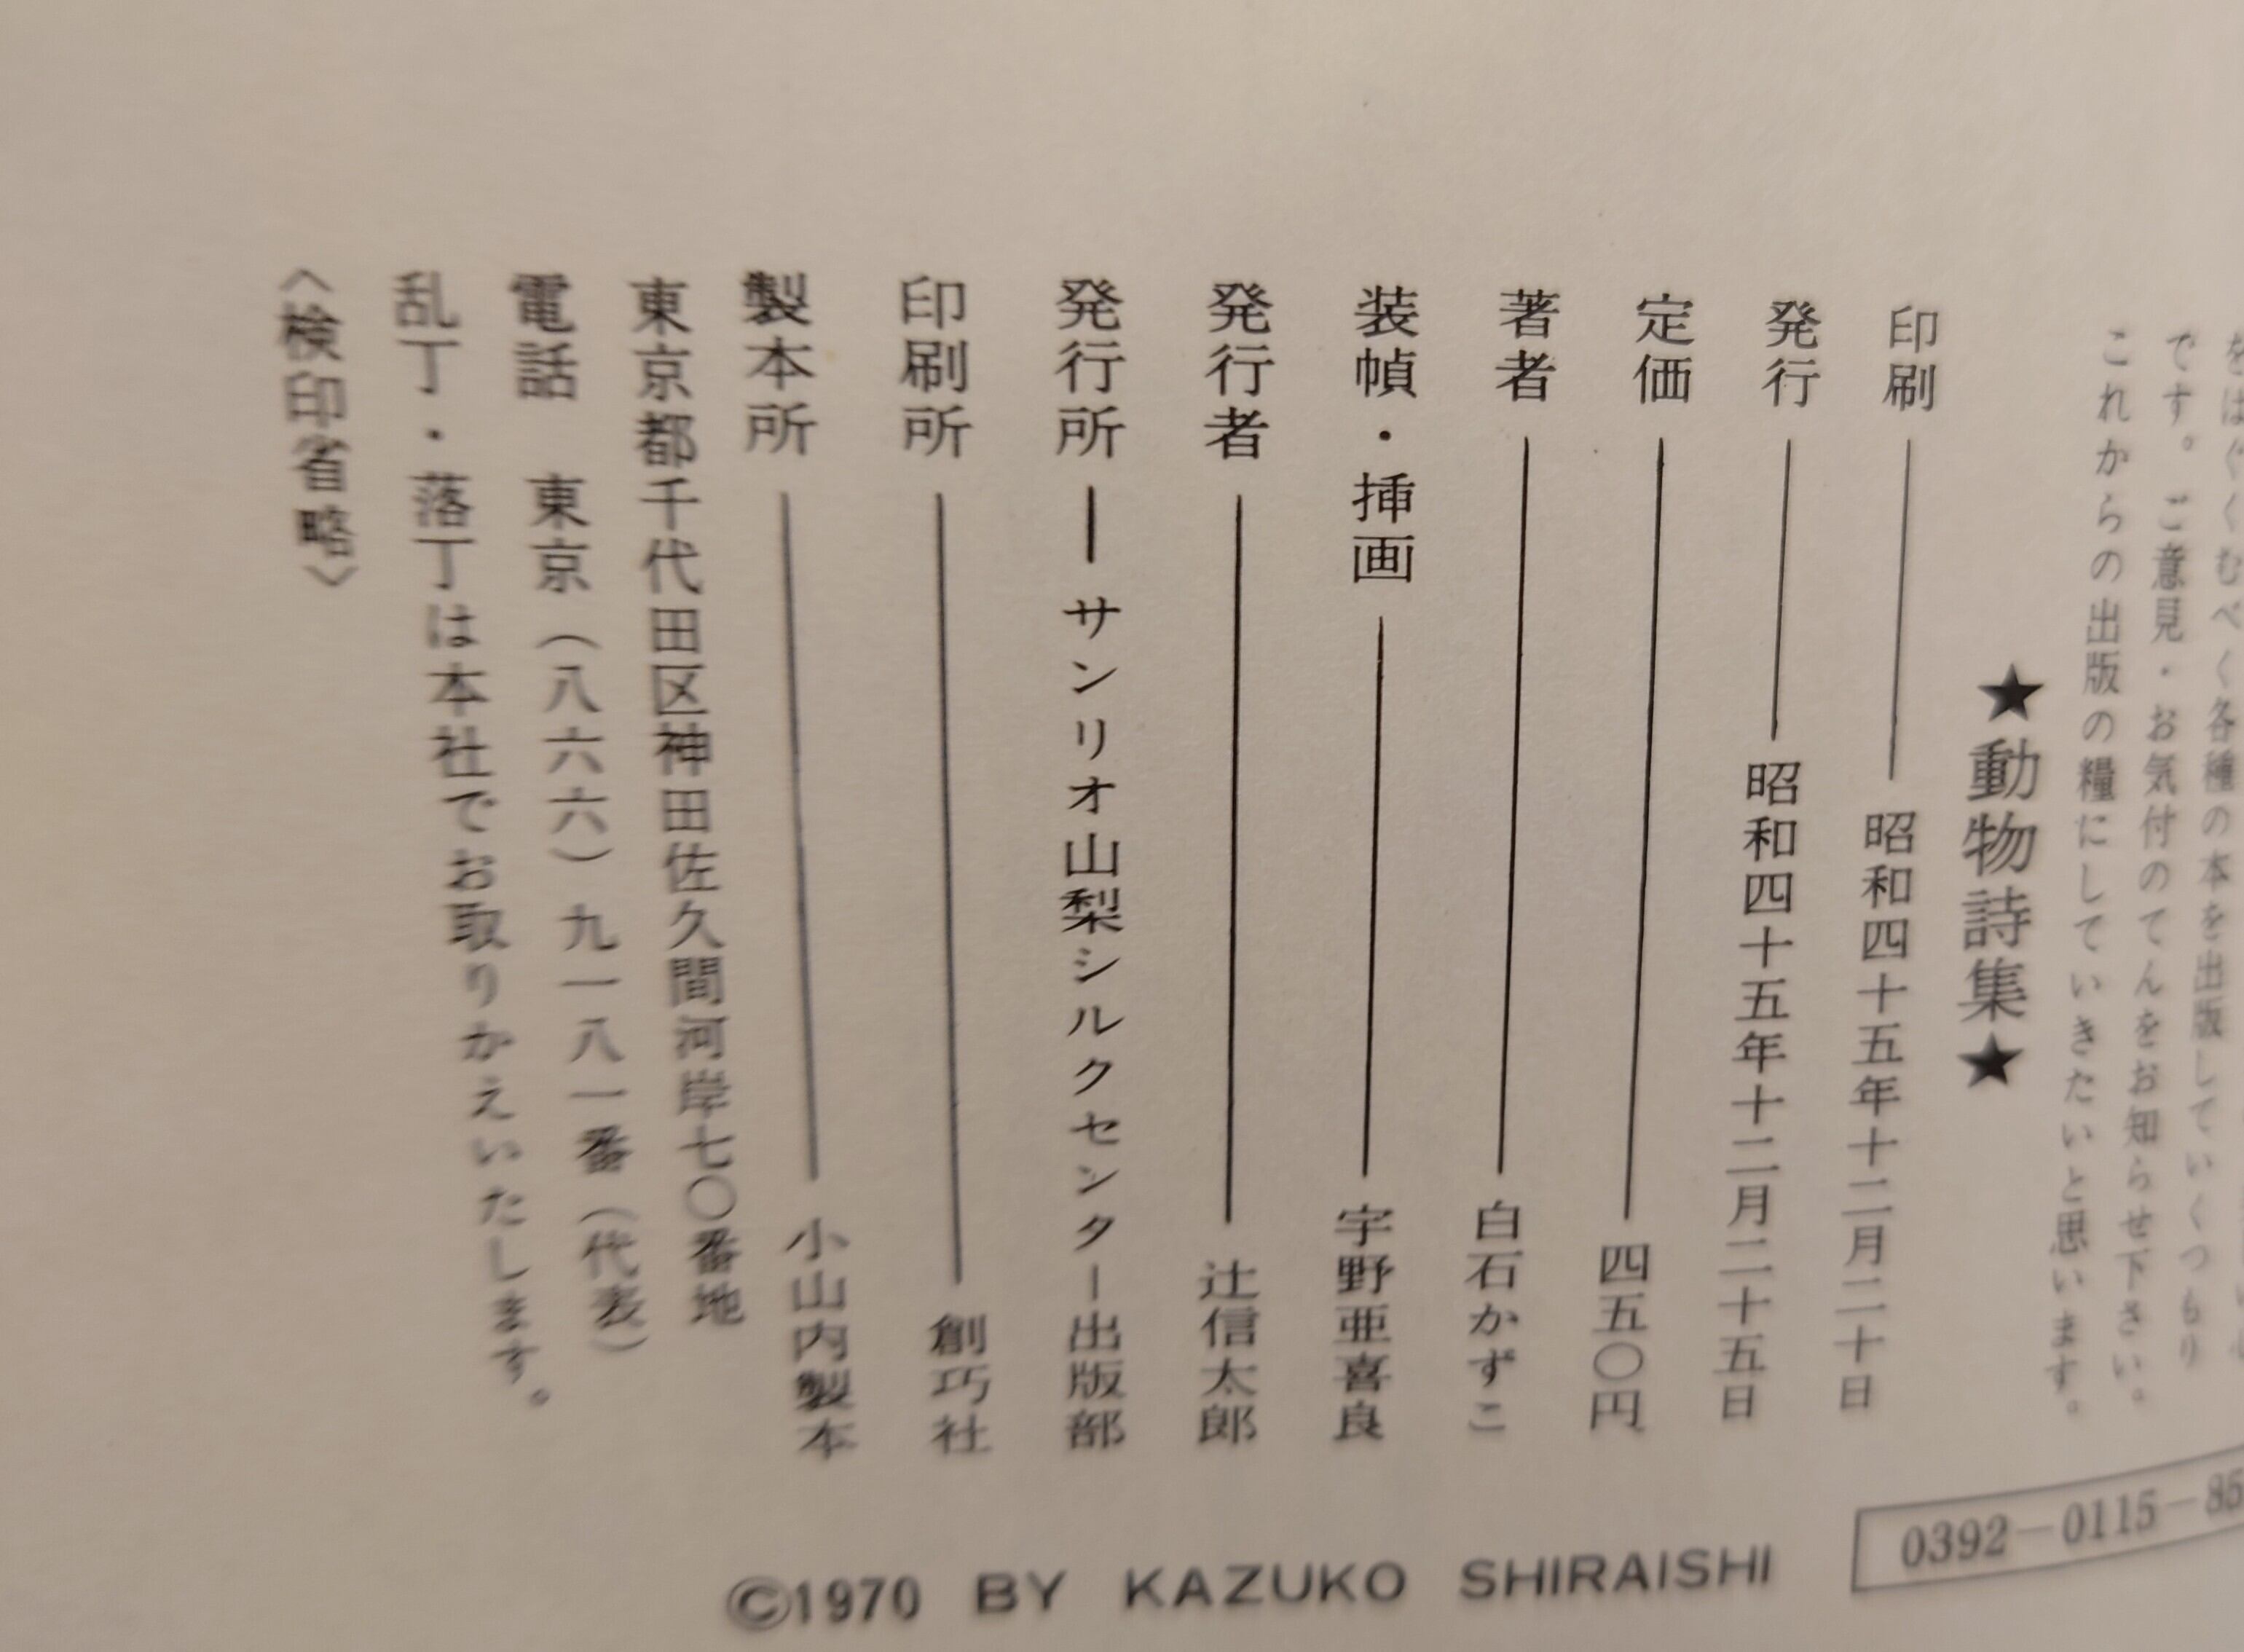 をはぐくむべく各種の本を出版していくつもり
です。ご意見・お気付のてんをお知らせ下さい。
これからの出版の糧にしていきたいと思います。
★動物詩集★
印刷──昭和四十五年十二月二十日
発行──昭和四十五年十二月二十五日
定価──四五〇円
著者──白石かずこ
装幀・挿画──宇野亜喜良
発行者──辻信太郎
発行所─サンリオ山梨シルクセンター出版部
印刷所──創巧社
製本所──小山内製本
東京都千代田区神田佐久間河岸七〇番地
電話 東京（八六六）九一八一番（代表）
乱丁・落丁は本社でお取りかえいたします。
〈検印省略〉
0392-0115-85
©1970 BY KAZUKO SHIRAISHI